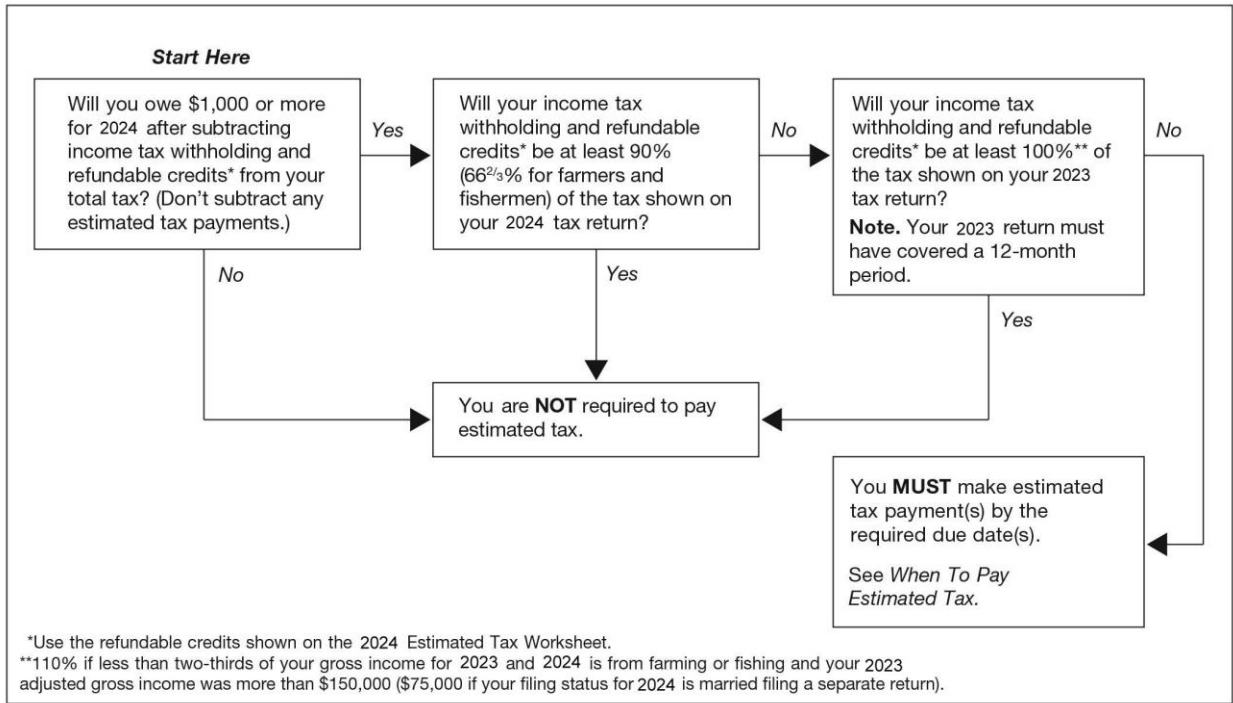 Start Here
Will you owe $1,000 or more
for 2024 after subtracting
income tax withholding and
refundable credits* from your
total tax? (Don't subtract any
estimated tax payments.)
Yes
No
Will your income tax
withholding and refundable
credits* be at least 90%
(66 2/3% for farmers and
fishermen) of the tax shown on
your 2024 tax return?
No
Yes
Will your income tax
withholding and refundable
credits* be at least 100%** of
the tax shown on your 2023
tax return?
Note. Your 2023 return must
have covered a 12-month
period.
No
Yes
You are NOT required to pay
estimated tax.
You MUST make estimated
tax payment(s) by the
required due date(s).
See When To Pay
Estimated Tax.
*Use the refundable credits shown on the 2024 Estimated Tax Worksheet.
**110% if less than two-thirds of your gross income for 2023 and 2024 is from farming or fishing and your 2023
adjusted gross income was more than $150,000 ($75,000 if your filing status for 2024 is married filing a separate return).